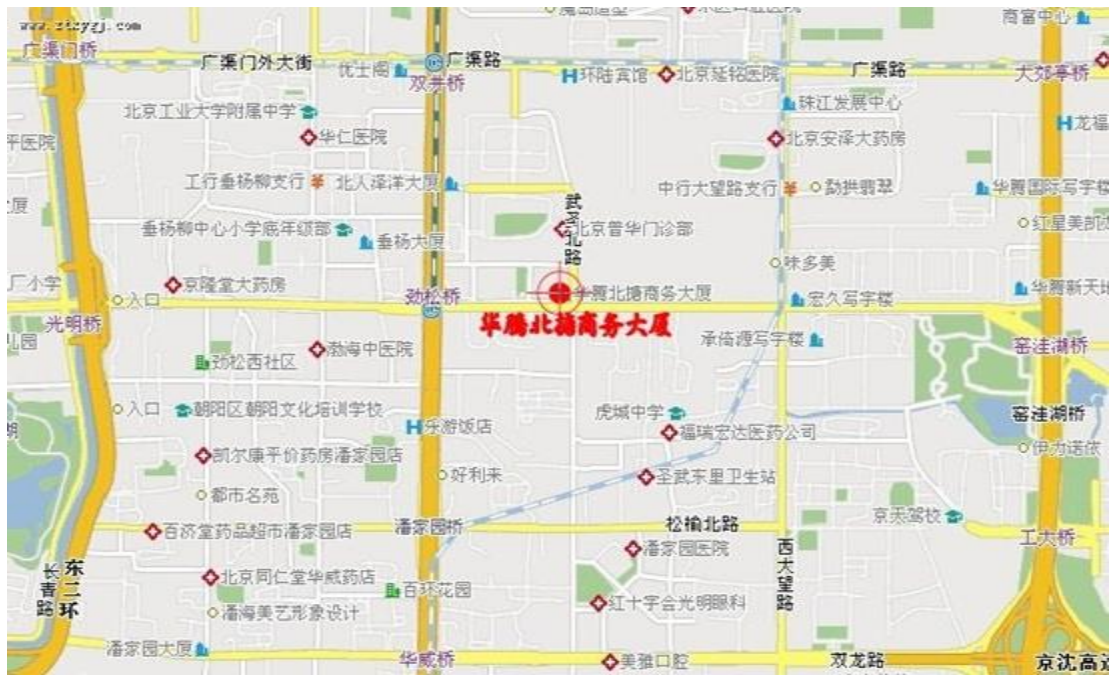 www.ztxygj.com
商富中心
广渠门桥
广渠门外大街
优士阁
广渠路
双井桥
环陆宾馆
北京延铭医院
广渠路
大郊亭桥
北京工业大学附属中学
珠江发展中心
华仁医院
北京安泽大药房
龙福
平医院
工行垂杨柳支行
北人泽洋大厦
中行大望路支行
勐拱翡翠
华腾国际写字楼
武圣北路
垂杨柳中心小学底年级部
垂杨大厦
北京普华门诊部
红星美凯龙
味多美
厂小学
京隆堂大药房
入口
劲松桥
华腾北搪商务大厦
宏久写字楼
华腾新天地
光明桥
华腾北搪商务大厦
儿园
劲松西社区
渤海中医院
承倚源写字楼
窑洼湖桥
入口
朝阳区朝阳文化培训学校
乐游饭店
虎城中学
福瑞宏达医药公司
窑洼湖桥
湖
凯尔康平价药房潘家园店
好利来
圣武东里卫生站
伊力诺依
都市名苑
京天驾校
百济堂药品超市潘家园店
潘家园桥
松榆北路
工大桥
潘家园医院
西大望路
长青路
东二环
北京同仁堂华威药店
百环花园
红十字会光明眼科
潘海美艺形象设计
潘家园大厦
华威桥
美雅口腔
双龙路
京沈高速